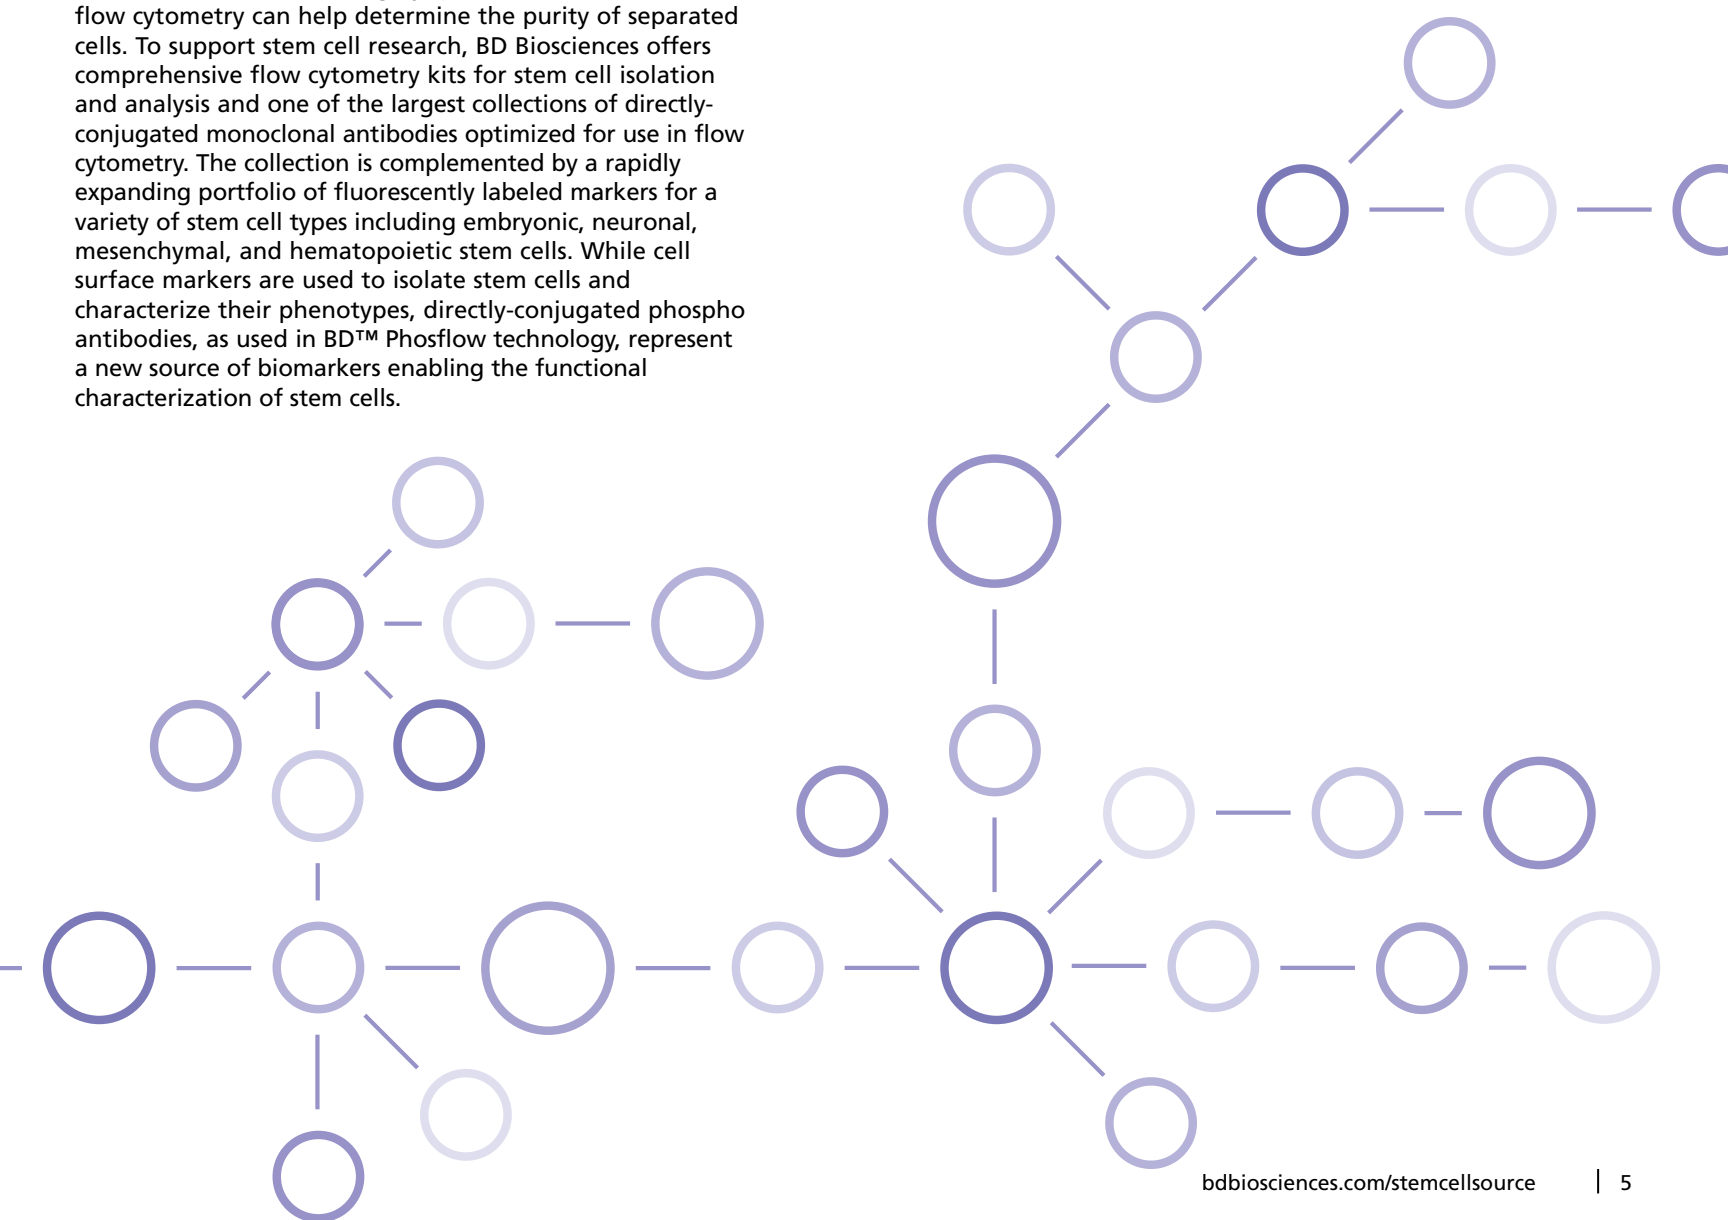 flow cytometry can help determine the purity of separated
cells. To support stem cell research, BD Biosciences offers
comprehensive flow cytometry kits for stem cell isolation
and analysis and one of the largest collections of directly-
conjugated monoclonal antibodies optimized for use in flow
cytometry. The collection is complemented by a rapidly
expanding portfolio of fluorescently labeled markers for a
variety of stem cell types including embryonic, neuronal,
mesenchymal, and hematopoietic stem cells. While cell
surface markers are used to isolate stem cells and
characterize their phenotypes, directly-conjugated phospho
antibodies, as used in BD™ Phosflow technology, represent
a new source of biomarkers enabling the functional
characterization of stem cells.
bdbiosciences.com/stemcellsource | 5